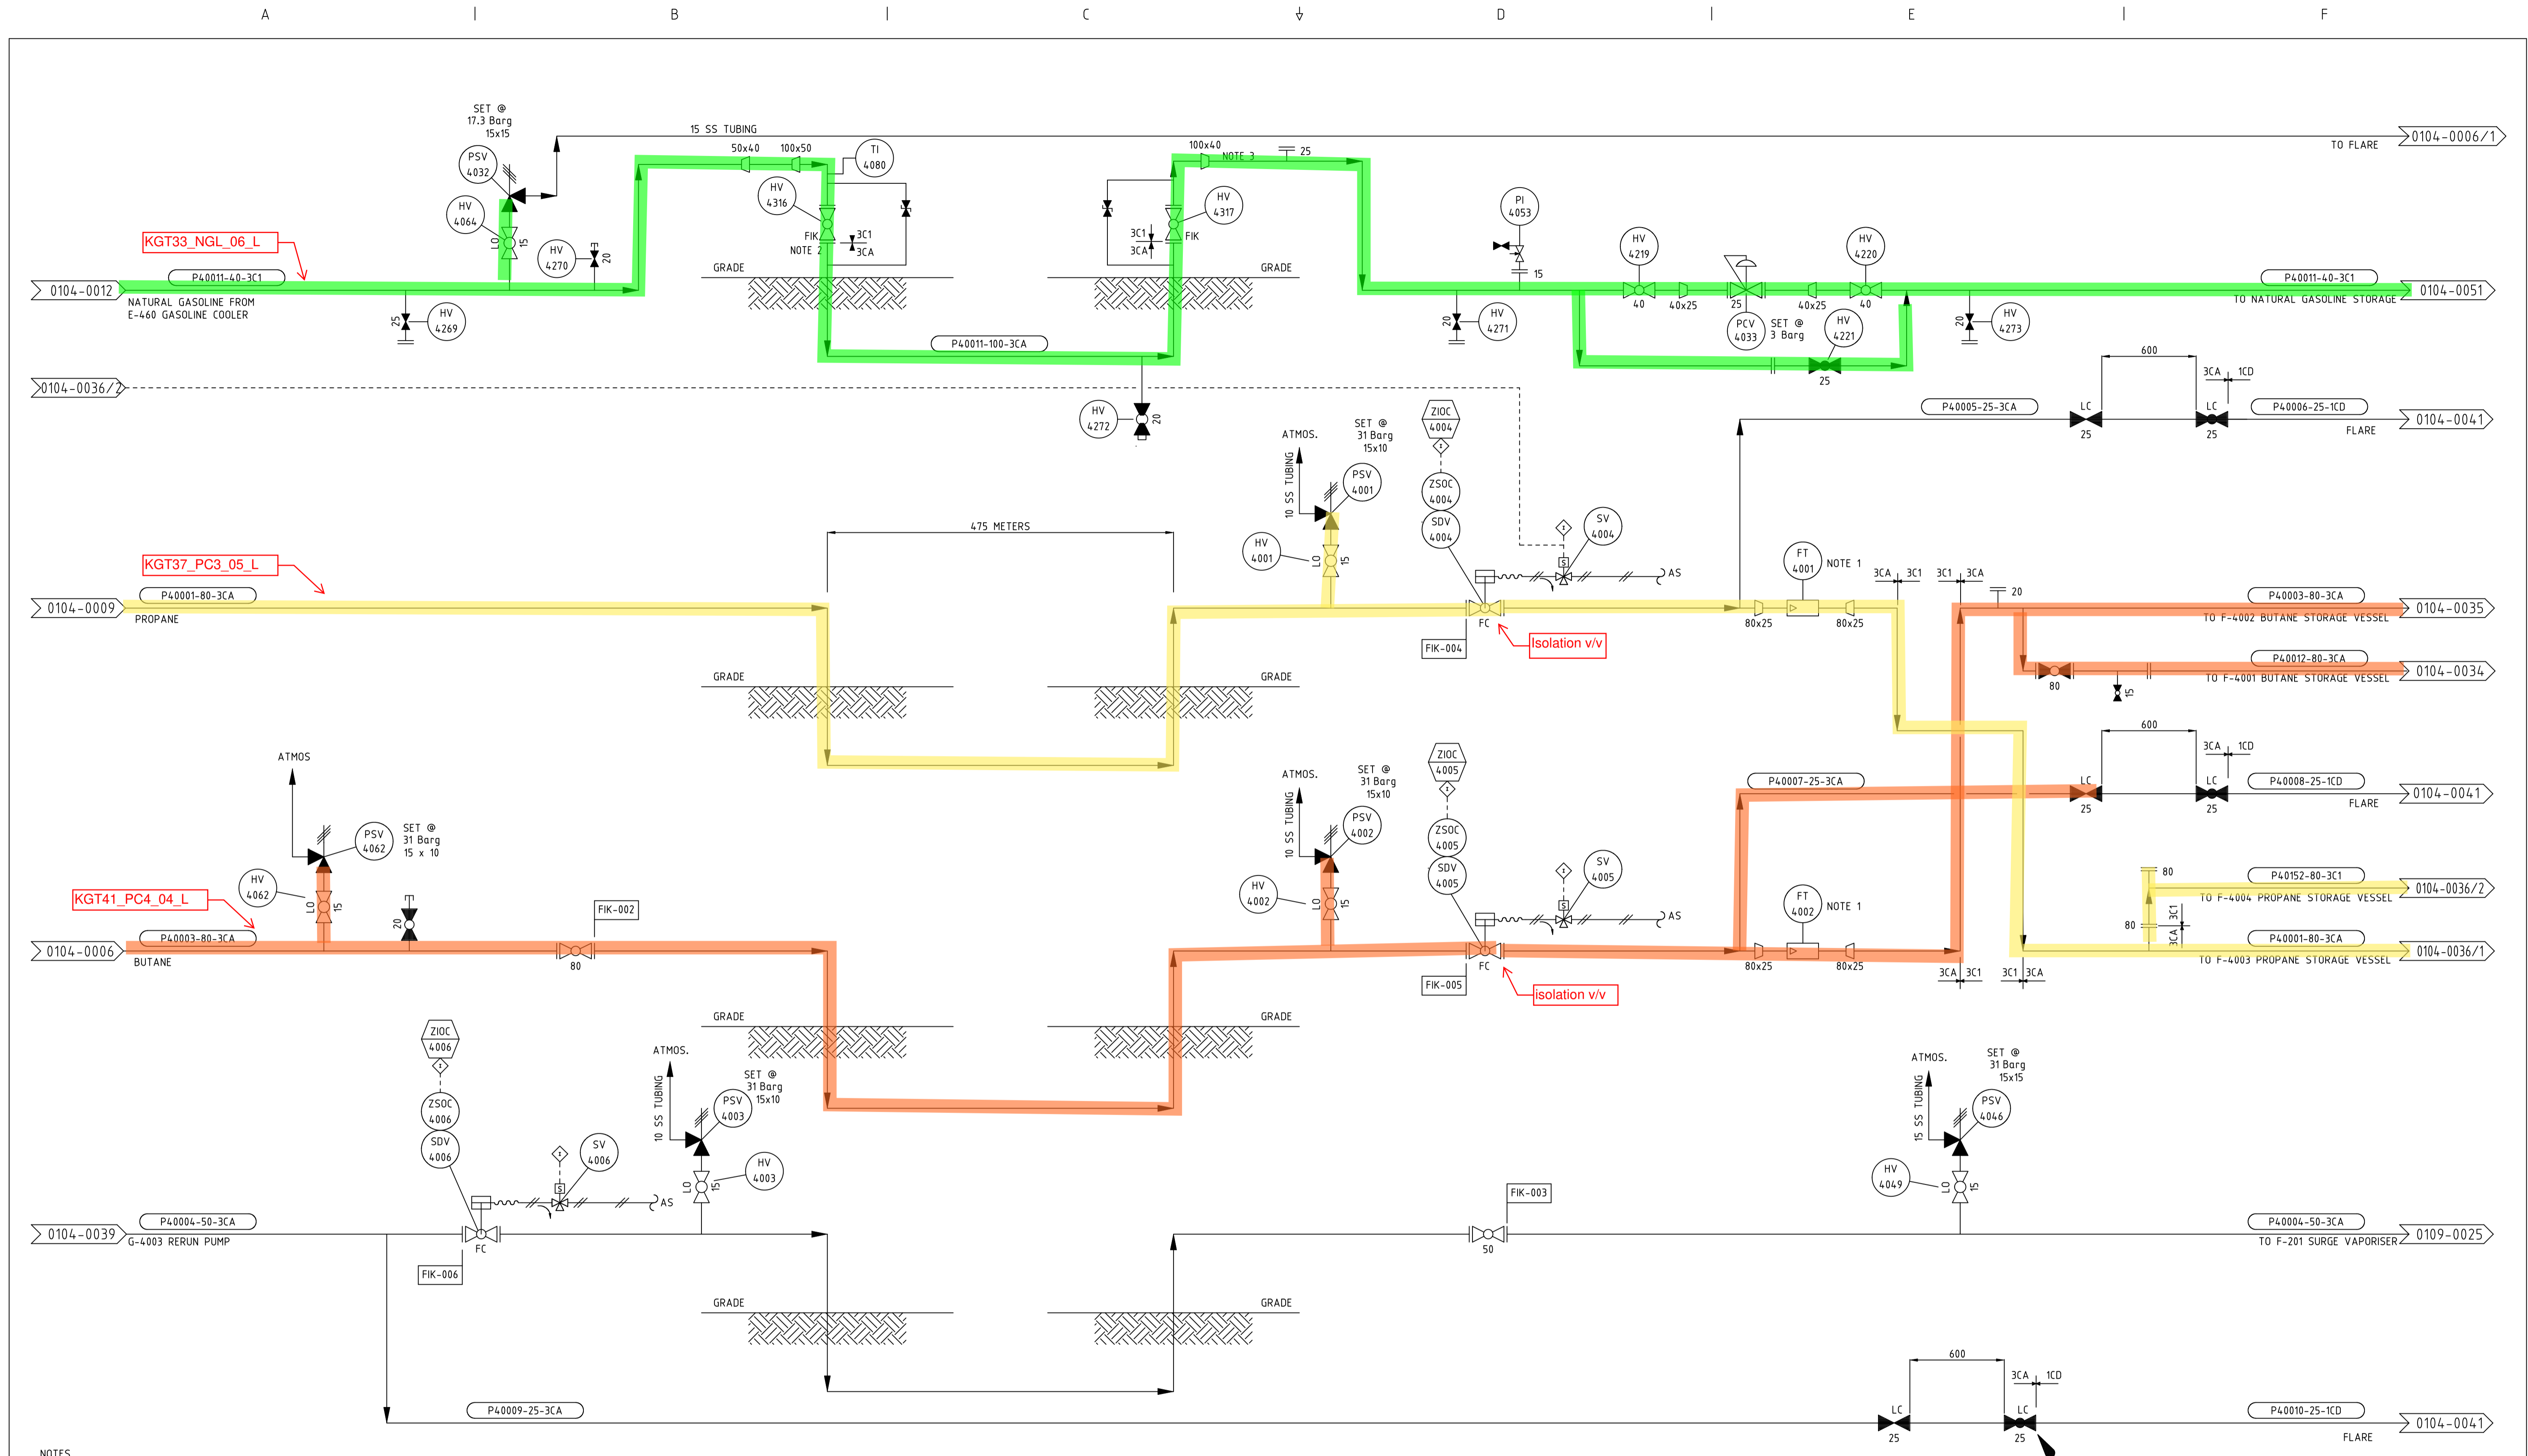 A
B
C
D
E
F
SET @
17.3 Barg
15x15
PSV
4032
HV
4064
LO
15
15 SS TUBING
TO FLARE
0104-0006/1
KGT33_NGL_06_L
P40011-40-3C1
0104-0012
NATURAL GASOLINE FROM
E-460 GASOLINE COOLER
25
HV
4269
HV
4270
20
50x40
100x50
TI
4080
HV
4316
FIK
NOTE 2
3C1
3CA
GRADE
P40011-100-3CA
100x40
NOTE 3
25
HV
4317
FIK
3C1
3CA
GRADE
HV
4272
20
PI
4053
15
20
HV
4271
HV
4219
40
40x25
25
PCV
4033
SET @
3 Barg
40x25
HV
4220
40
HV
4221
25
20
HV
4273
P40011-40-3C1
TO NATURAL GASOLINE STORAGE
0104-0051
0104-0036/2
P40005-25-3CA
LC
25
600
LC
25
3CA
1CD
P40006-25-1CD
FLARE
0104-0041
KGT37_PC3_05_L
P40001-80-3CA
0104-0009
PROPANE
475 METERS
GRADE
GRADE
ATMOS.
10 SS TUBING
SET @
31 Barg
15x10
PSV
4001
HV
4001
LO
15
ZIOC
4004
I
ZSOC
4004
SDV
4004
I
S
SV
4004
AS
FC
FIK-004
Isolation v/v
FT
4001
NOTE 1
80x25
80x25
3CA
3C1
3C1
3CA
20
P40003-80-3CA
TO F-4002 BUTANE STORAGE VESSEL
0104-0035
80
15
P40012-80-3CA
TO F-4001 BUTANE STORAGE VESSEL
0104-0034
ATMOS
PSV
4062
SET @
31 Barg
15 x 10
HV
4062
LO
15
20
KGT41_PC4_04_L
P40003-80-3CA
0104-0006
BUTANE
FIK-002
80
GRADE
GRADE
ATMOS.
10 SS TUBING
SET @
31 Barg
15x10
PSV
4002
HV
4002
LO
15
ZIOC
4005
I
ZSOC
4005
SDV
4005
I
S
SV
4005
AS
FC
FIK-005
isolation v/v
P40007-25-3CA
FT
4002
NOTE 1
80x25
80x25
3CA
3C1
3C1
3CA
LC
25
600
LC
25
3CA
1CD
P40008-25-1CD
FLARE
0104-0041
80
P40152-80-3C1
TO F-4004 PROPANE STORAGE VESSEL
0104-0036/2
80
3C1
3CA
P40001-80-3CA
TO F-4003 PROPANE STORAGE VESSEL
0104-0036/1
ZIOC
4006
I
ZSOC
4006
SDV
4006
I
S
SV
4006
AS
FC
FIK-006
P40004-50-3CA
0104-0039
G-4003 RERUN PUMP
ATMOS.
10 SS TUBING
SET @
31 Barg
15x10
PSV
4003
HV
4003
LO
15
GRADE
GRADE
FIK-003
50
ATMOS.
15 SS TUBING
SET @
31 Barg
15x15
PSV
4046
HV
4049
LO
15
P40004-50-3CA
TO F-201 SURGE VAPORISER
0109-0025
P40009-25-3CA
LC
25
600
LC
25
3CA
1CD
P40010-25-1CD
FLARE
0104-0041
NOTES